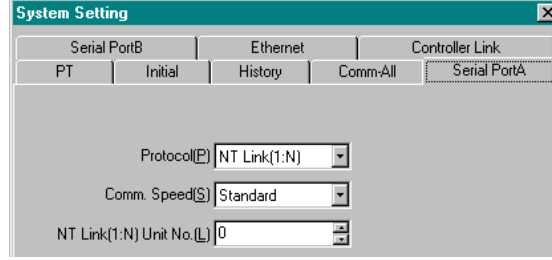 System Setting
Serial PortB Ethernet Controller Link
PT Initial History Comm-All Serial PortA
Protocol(P) NT Link(1:N)
Comm. Speed(S) Standard
NT Link(1:N) Unit No.(L) 0